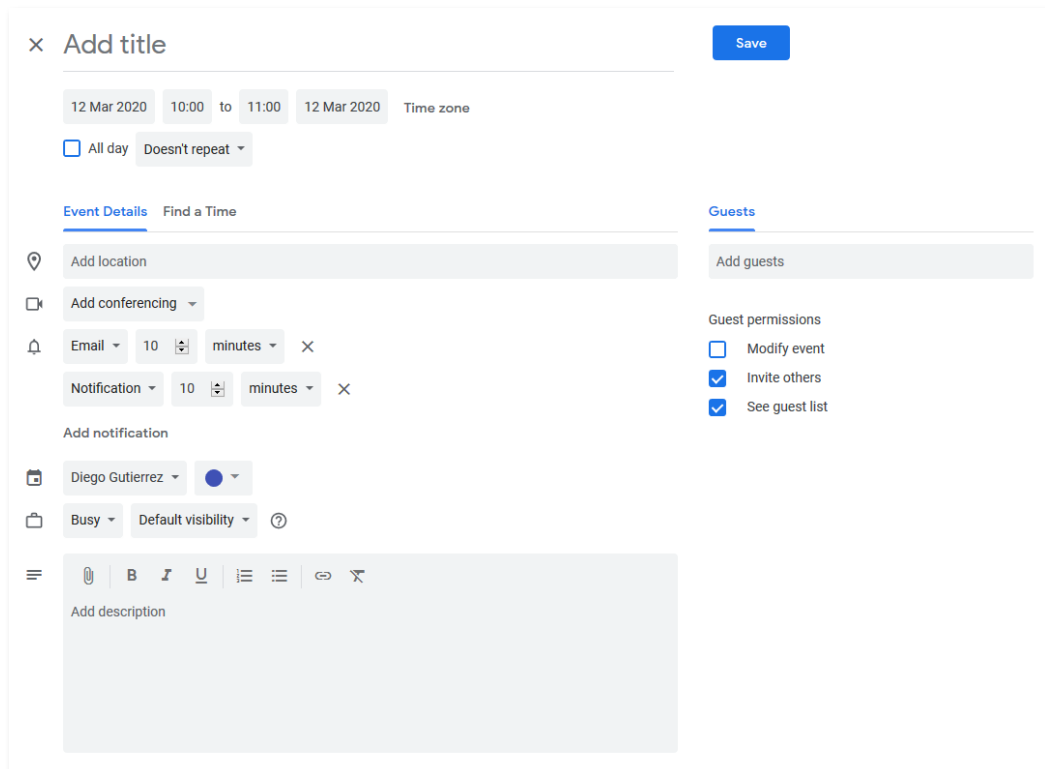 Add title
Save
12 Mar 2020 10:00 to 11:00 12 Mar 2020 Time zone
All day Doesn't repeat
Event Details Find a Time
Guests
Add location
Add guests
Add conferencing
Guest permissions
Email 10 minutes
Modify event
Notification 10 minutes
Invite others
See guest list
Add notification
Diego Gutierrez
Busy Default visibility
B I U
Add description